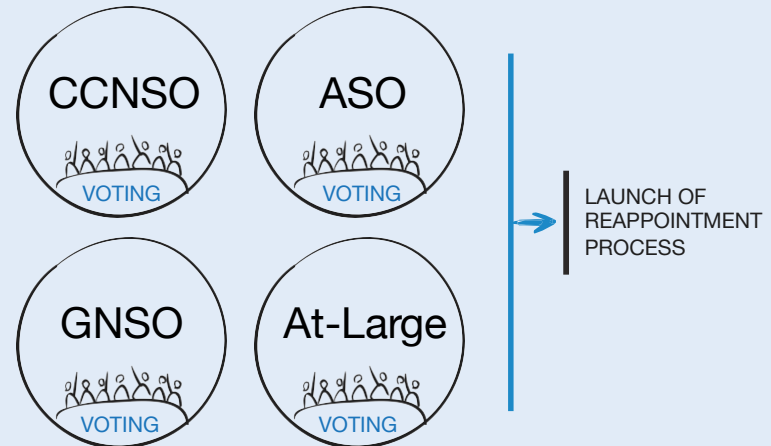 CCNSO
VOTING
ASO
VOTING
GNSO
VOTING
At-Large
VOTING
LAUNCH OF
REAPPOINTMENT
PROCESS